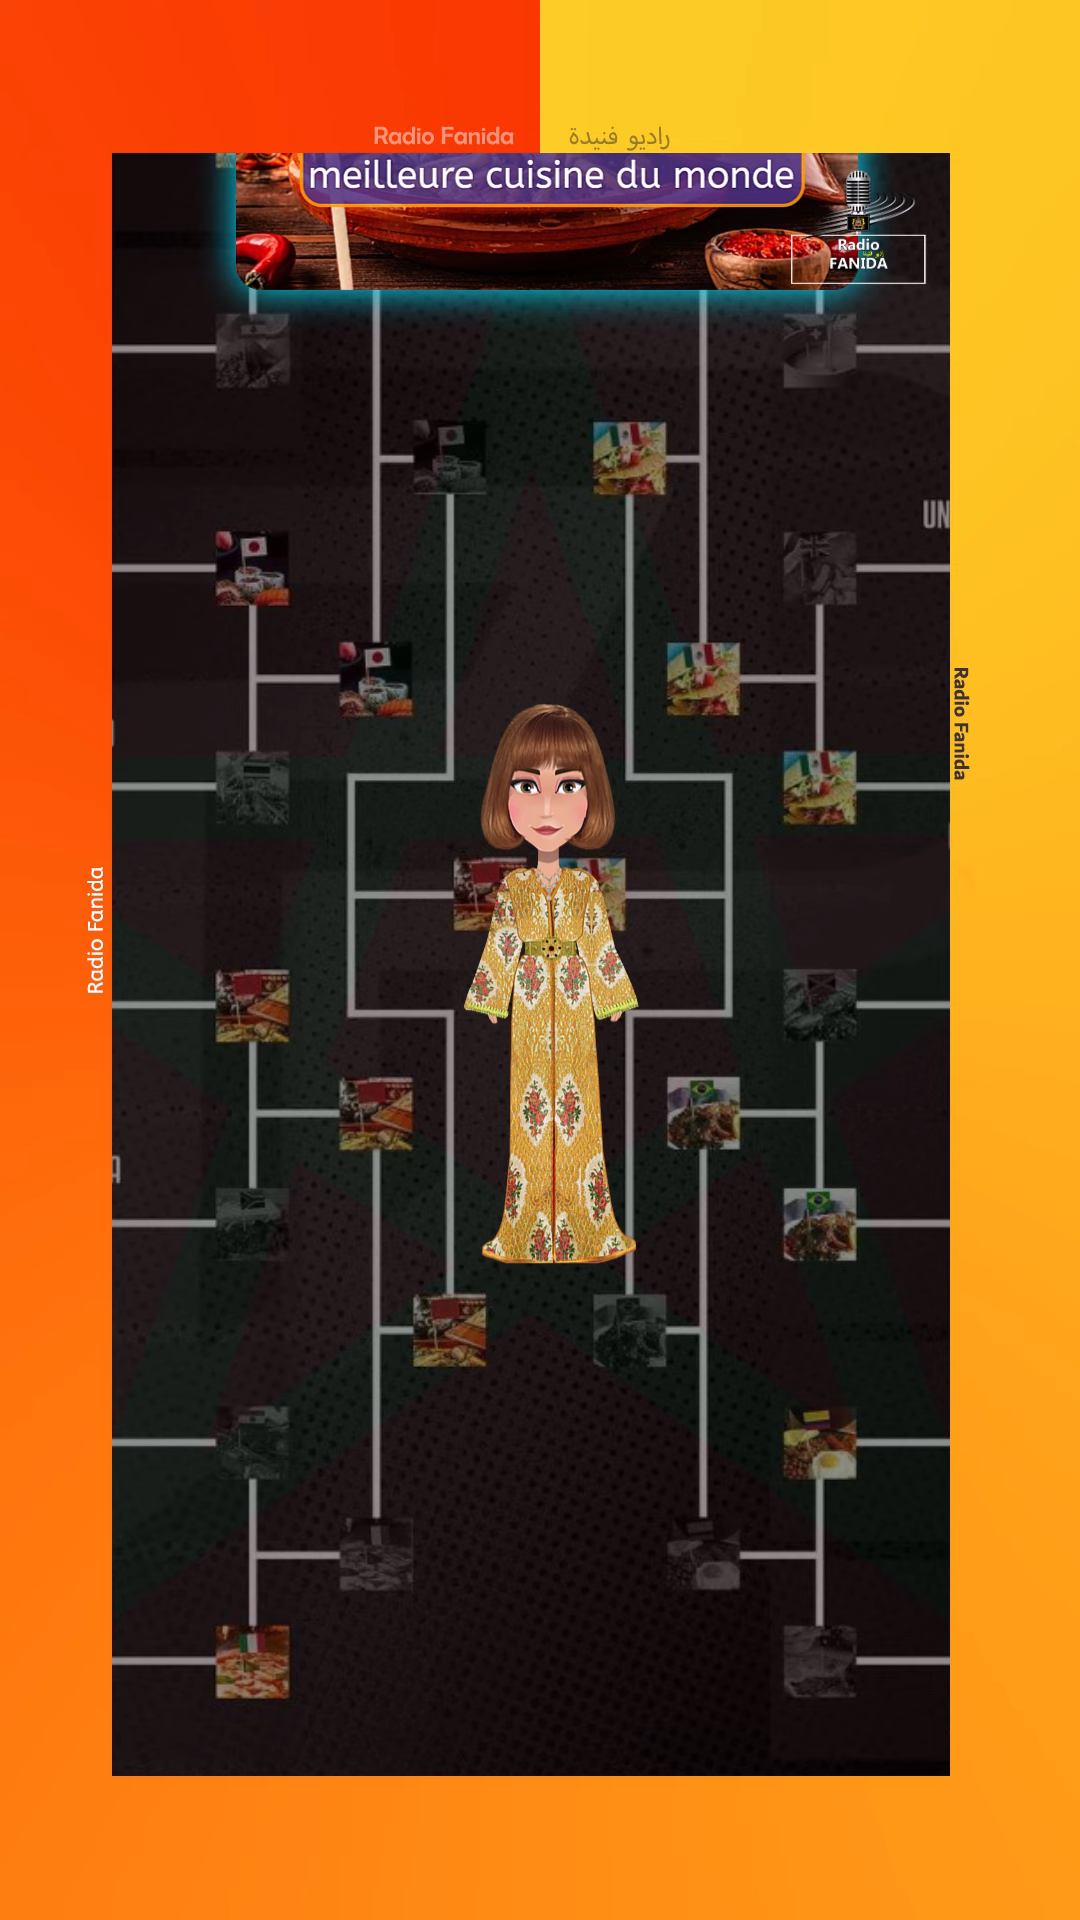 Radio Fanida
راديو فنيدة
meilleure cuisine du monde
Radio
FANIDA
UN
Radio Fanida
Radio Fanida
A